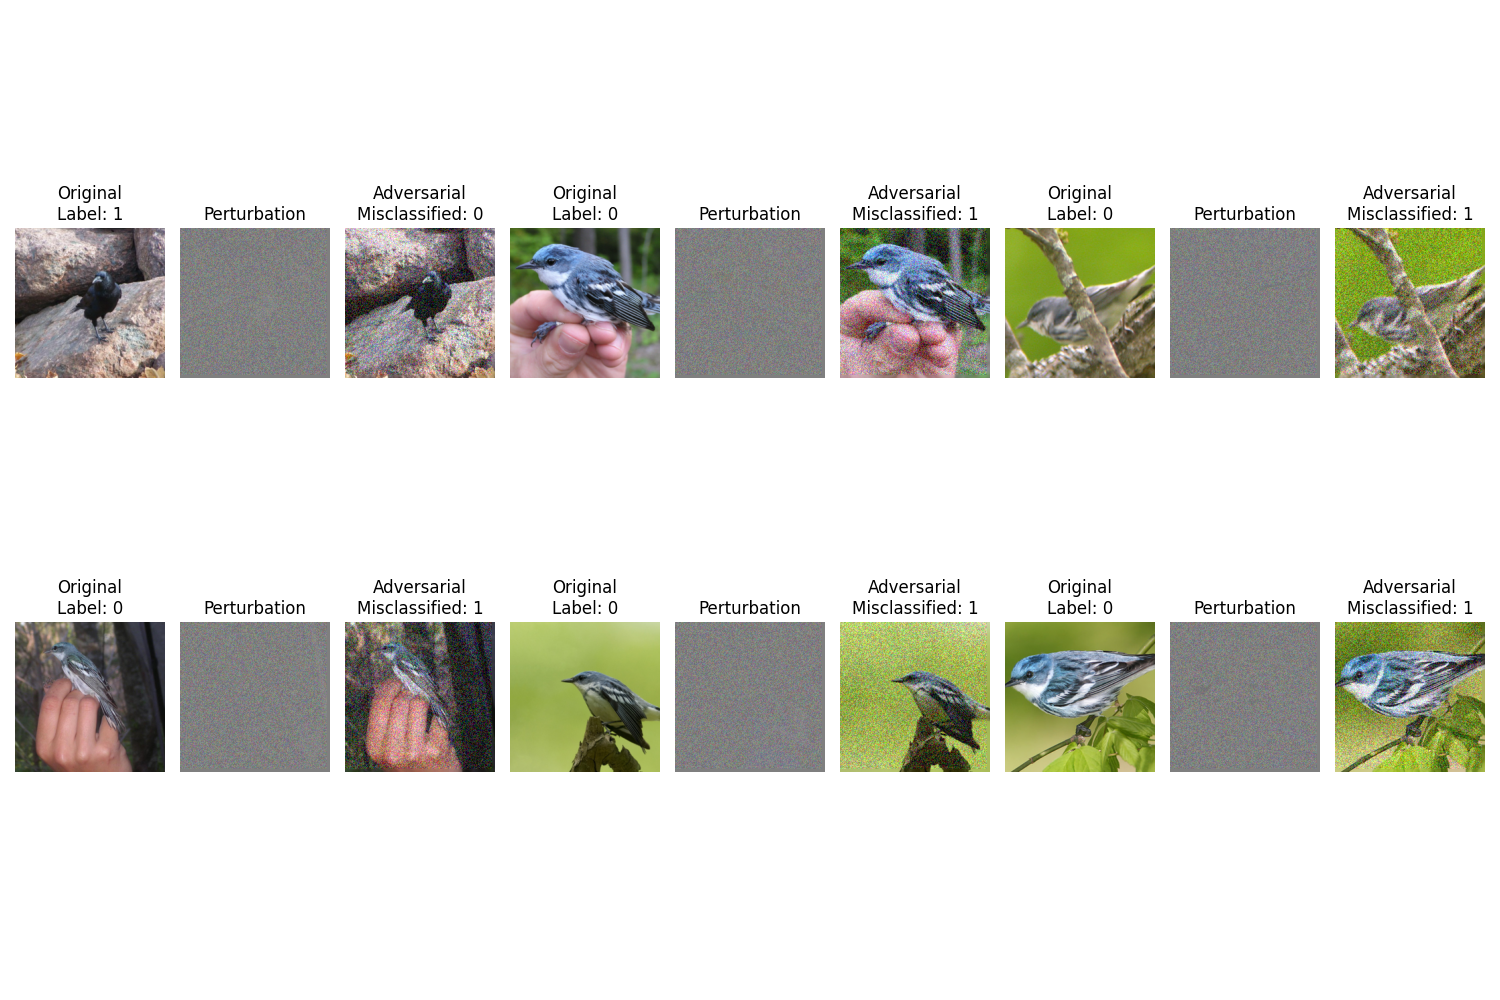 Original
Label: 1
Perturbation
Adversarial
Misclassified: 0
Original
Label: 0
Perturbation
Adversarial
Misclassified: 1
Original
Label: 0
Perturbation
Adversarial
Misclassified: 1
Original
Label: 0
Perturbation
Adversarial
Misclassified: 1
Original
Label: 0
Perturbation
Adversarial
Misclassified: 1
Original
Label: 0
Perturbation
Adversarial
Misclassified: 1